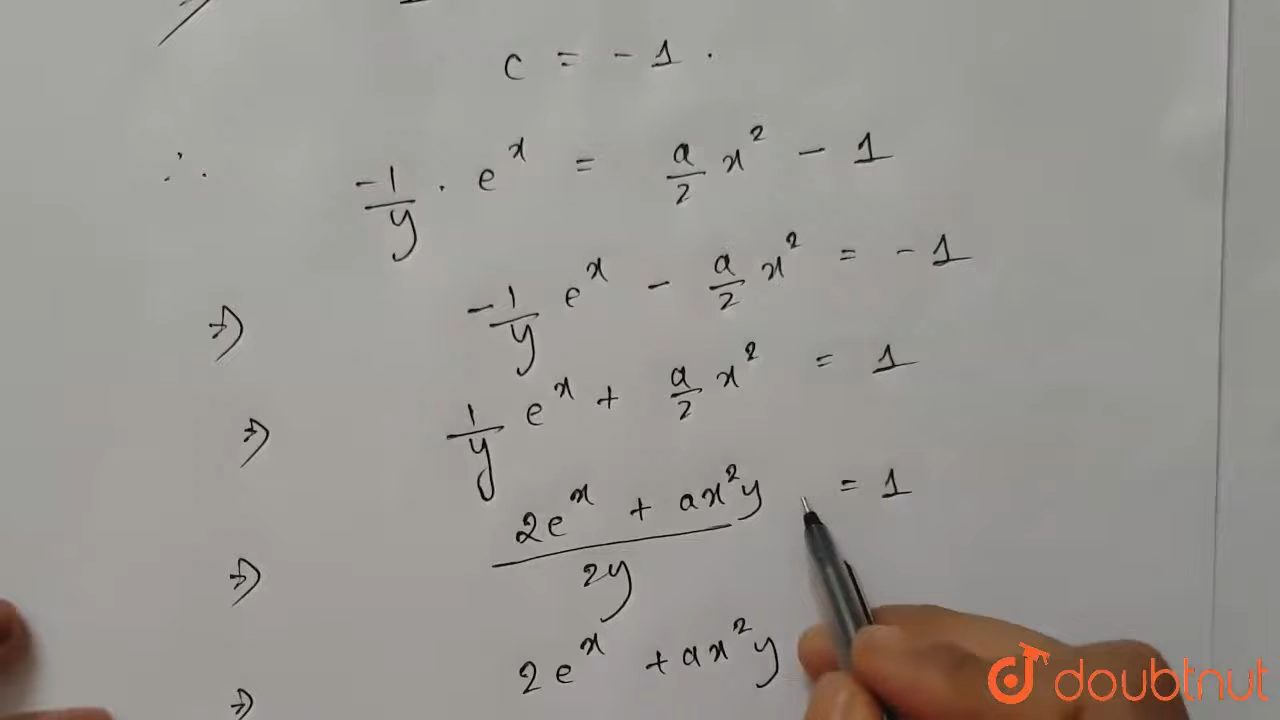 c = -1 .
∴ -1/y . e^x = a/2 x^2 - 1
⇒ -1/y e^x - a/2 x^2 = -1
⇒ 1/y e^x + a/2 x^2 = 1
⇒ 2e^x + ax^2y / 2y = 1
⇒ 2e^x + ax^2y
doubtnut